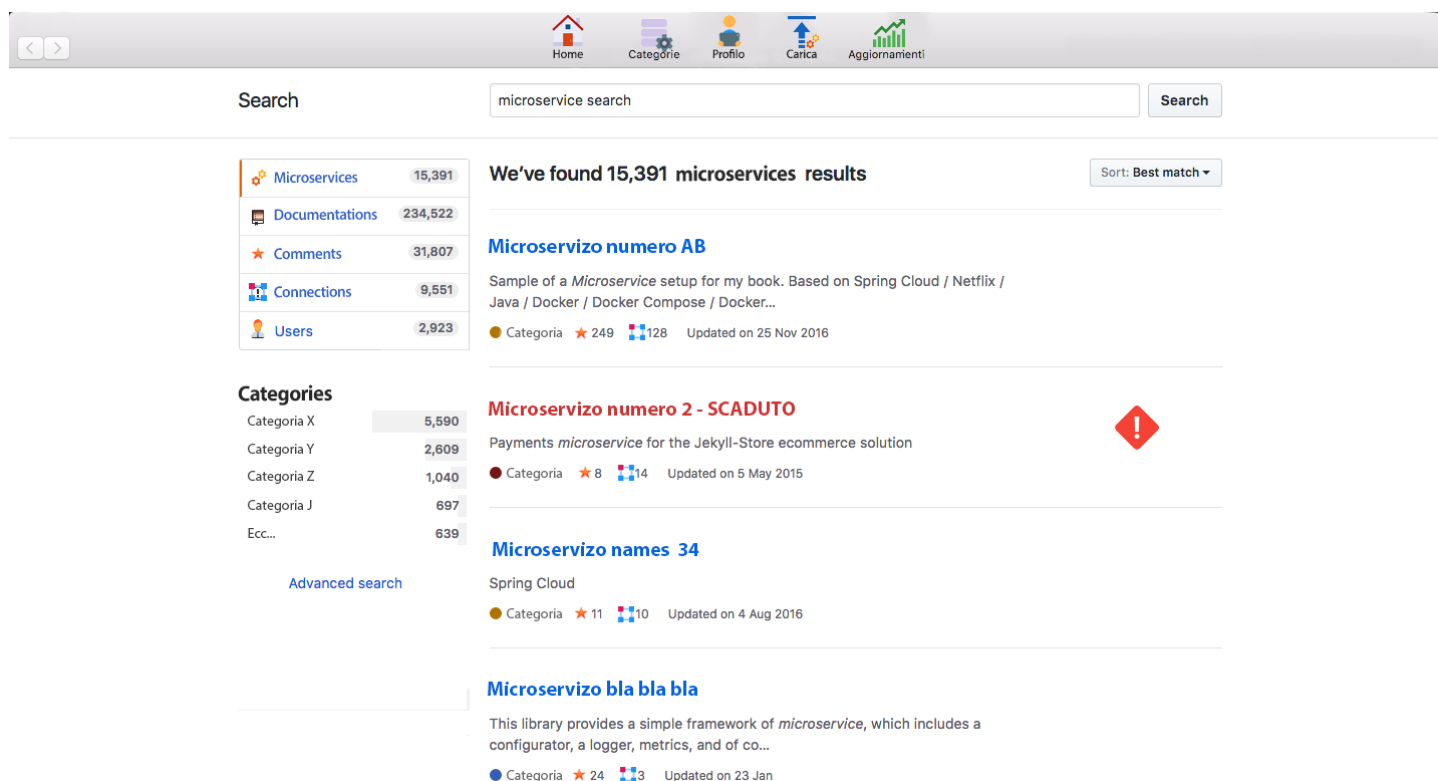 Home Categorie Profilo Carica Aggiornamenti
Search microservice search Search
Microservices 15,391
Documentations 234,522
Comments 31,807
Connections 9,551
Users 2,923
Categories
Categoria X 5,590
Categoria Y 2,609
Categoria Z 1,040
Categoria J 697
Ecc... 639
Advanced search
We've found 15,391 microservices results
Sort: Best match
Microservizo numero AB
Sample of a Microservice setup for my book. Based on Spring Cloud / Netflix /
Java / Docker / Docker Compose / Docker...
Categoria 249 128 Updated on 25 Nov 2016
Microservizo numero 2 - SCADUTO
!
Payments microservice for the Jekyll-Store ecommerce solution
Categoria 8 14 Updated on 5 May 2015
Microservizo names 34
Spring Cloud
Categoria 11 10 Updated on 4 Aug 2016
Microservizo bla bla bla
This library provides a simple framework of microservice, which includes a
configurator, a logger, metrics, and of co...
Categoria 24 3 Updated on 23 Jan